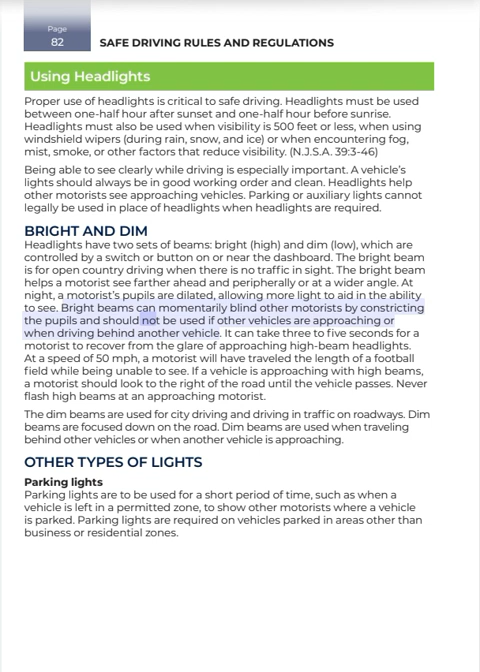 Page
82
SAFE DRIVING RULES AND REGULATIONS
Using Headlights
Proper use of headlights is critical to safe driving. Headlights must be used
between one-half hour after sunset and one-half hour before sunrise.
Headlights must also be used when visibility is 500 feet or less, when using
windshield wipers (during rain, snow, and ice) or when encountering fog,
mist, smoke, or other factors that reduce visibility. (N.J.S.A. 39:3-46)
Being able to see clearly while driving is especially important. A vehicle’s
lights should always be in good working order and clean. Headlights help
other motorists see approaching vehicles. Parking or auxiliary lights cannot
legally be used in place of headlights when headlights are required.
BRIGHT AND DIM
Headlights have two sets of beams: bright (high) and dim (low), which are
controlled by a switch or button on or near the dashboard. The bright beam
is for open country driving when there is no traffic in sight. The bright beam
helps a motorist see farther ahead and peripherally or at a wider angle. At
night, a motorist’s pupils are dilated, allowing more light to aid in the ability
to see. Bright beams can momentarily blind other motorists by constricting
the pupils and should not be used if other vehicles are approaching or
when driving behind another vehicle. It can take three to five seconds for a
motorist to recover from the glare of approaching high-beam headlights.
At a speed of 50 mph, a motorist will have traveled the length of a football
field while being unable to see. If a vehicle is approaching with high beams,
a motorist should look to the right of the road until the vehicle passes. Never
flash high beams at an approaching motorist.
The dim beams are used for city driving and driving in traffic on roadways. Dim
beams are focused down on the road. Dim beams are used when traveling
behind other vehicles or when another vehicle is approaching.
OTHER TYPES OF LIGHTS
Parking lights
Parking lights are to be used for a short period of time, such as when a
vehicle is left in a permitted zone, to show other motorists where a vehicle
is parked. Parking lights are required on vehicles parked in areas other than
business or residential zones.